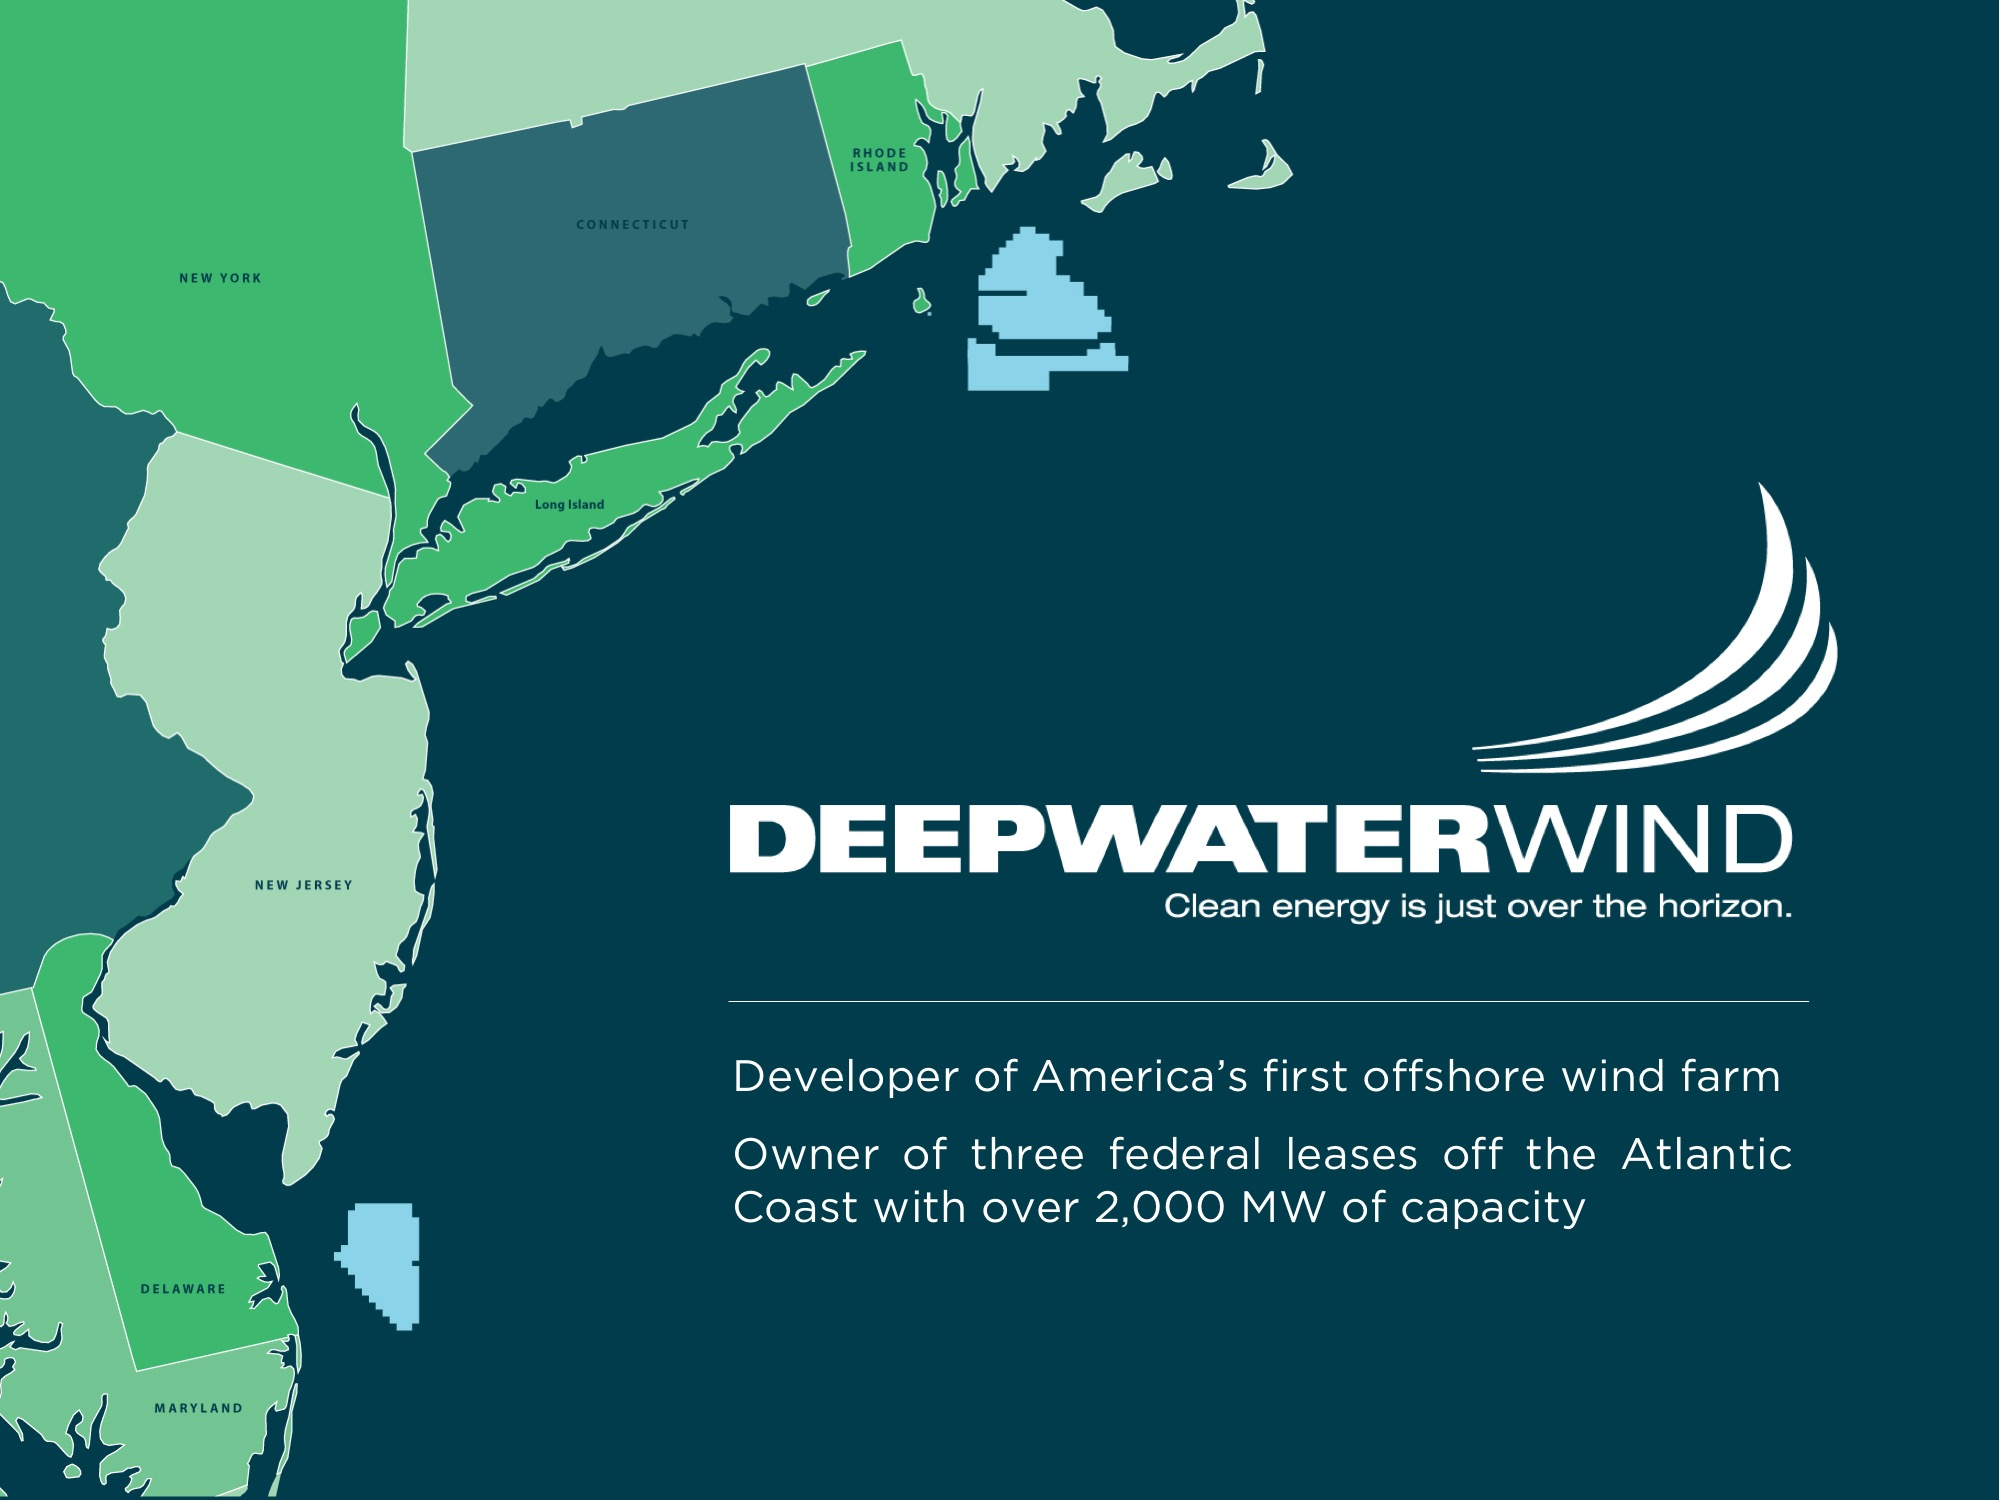 RHODE
ISLAND
CONNECTICUT
NEW YORK
Long Island
DEEPWATERWIND
NEW JERSEY
Clean energy is just over the horizon.
Developer of America’s first offshore wind farm
Owner of three federal leases off the Atlantic
Coast with over 2,000 MW of capacity
DELAWARE
MARYLAND